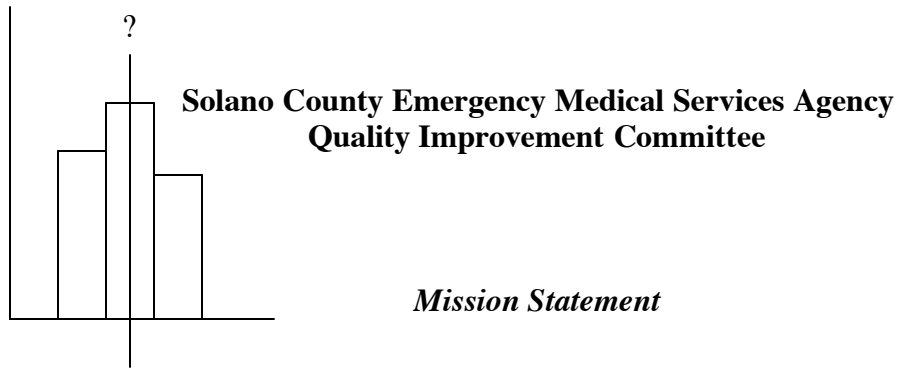 ?
Solano County Emergency Medical Services Agency
Quality Improvement Committee
Mission Statement